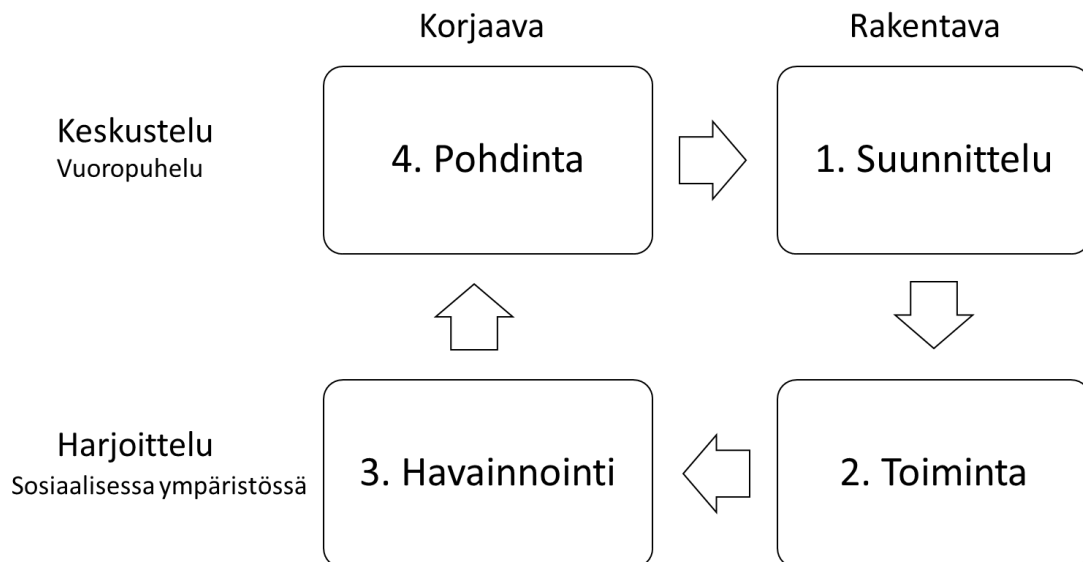 Korjaava
Rakentava
Keskustelu
Vuoropuhelu
4. Pohdinta
1. Suunnittelu
Harjoittelu
Sosiaalisessa ympäristössä
3. Havainnointi
2. Toiminta